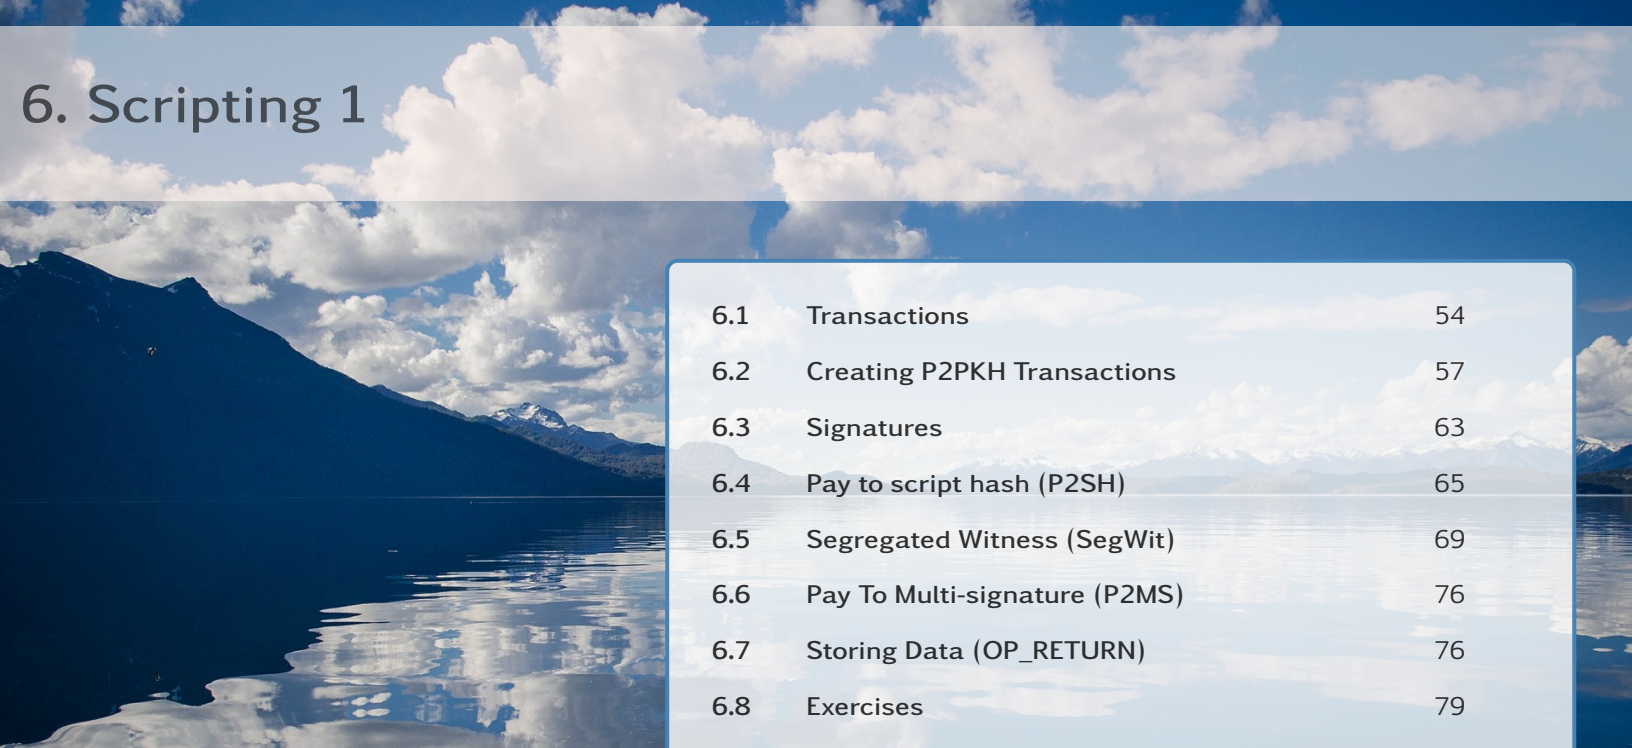 6. Scripting 1
6.1 Transactions 54
6.2 Creating P2PKH Transactions 57
6.3 Signatures 63
6.4 Pay to script hash (P2SH) 65
6.5 Segregated Witness (SegWit) 69
6.6 Pay To Multi-signature (P2MS) 76
6.7 Storing Data (OP_RETURN) 76
6.8 Exercises 79